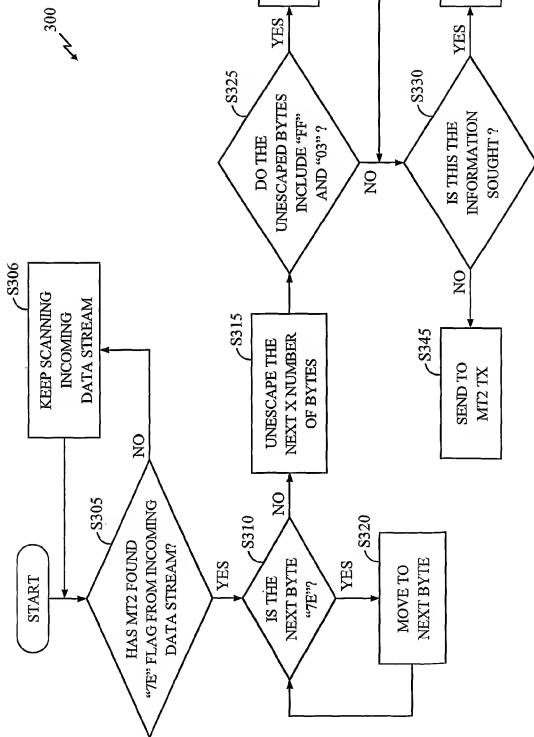 300
START
S305
HAS MT2 FOUND
“7E” FLAG FROM INCOMING
DATA STREAM?
NO
S306
KEEP SCANNING
INCOMING
DATA STREAM
YES
S310
IS THE
NEXT BYTE
“7E”?
YES
S320
MOVE TO
NEXT BYTE
NO
S315
UNESCAPE THE
NEXT X NUMBER
OF BYTES
S325
DO THE
UNESCAPED BYTES
INCLUDE “FF”
AND “03” ?
YES
NO
S330
IS THIS THE
INFORMATION
SOUGHT ?
YES
NO
S345
SEND TO
MT2 TX